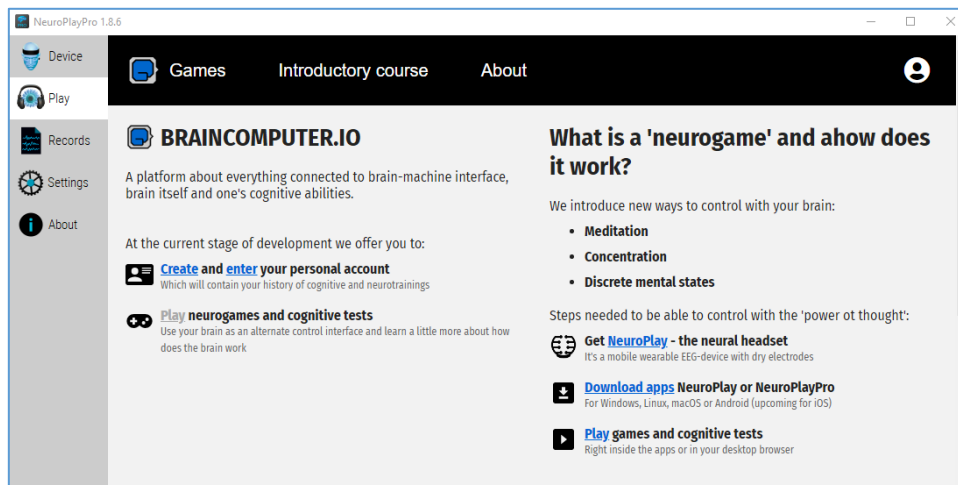 NeuroPlayPro 1.8.6
Device
Play
Records
Settings
About
Games Introductory course About
BRAINCOMPUTER.IO
A platform about everything connected to brain-machine interface,
brain itself and one's cognitive abilities.
At the current stage of development we offer you to:
Create and enter your personal account
Which will contain your history of cognitive and neurotrainings
Play neurogames and cognitive tests
Use your brain as an alternate control interface and learn a little more about how
does the brain work
What is a 'neurogame' and ahow does
it work?
We introduce new ways to control with your brain:
• Meditation
• Concentration
• Discrete mental states
Steps needed to be able to control with the 'power ot thought':
Get NeuroPlay - the neural headset
It's a mobile wearable EEG-device with dry electrodes
Download apps NeuroPlay or NeuroPlayPro
For Windows, Linux, macOS or Android (upcoming for iOS)
Play games and cognitive tests
Right inside the apps or in your desktop browser